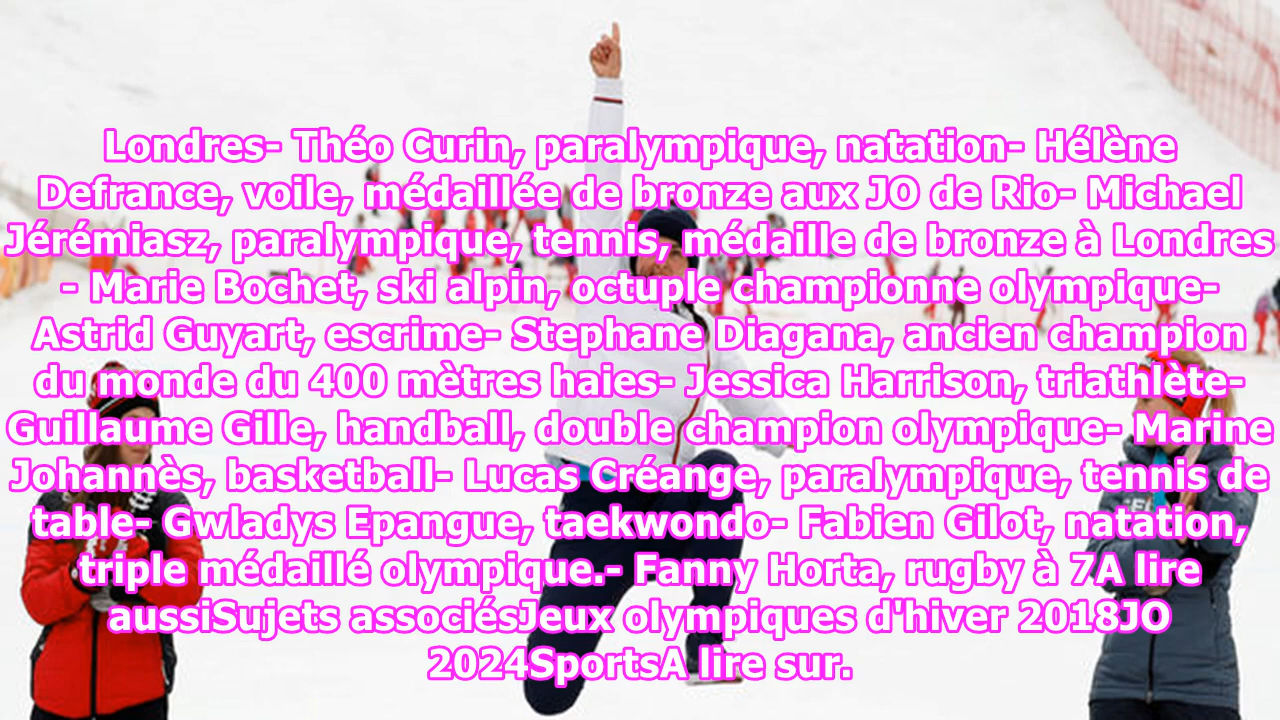 Londres- Théo Curin, paralympique, natation- Hélène
Defrance, voile, médaillée de bronze aux JO de Rio- Michael
Jérémiasz, paralympique, tennis, médaille de bronze à Londres
- Marie Bochet, ski alpin, octuple championne olympique-
Astrid Guyart, escrime- Stephane Diagana, ancien champion
du monde du 400 mètres haies- Jessica Harrison, triathlète-
Guillaume Gille, handball, double champion olympique- Marine
Johannès, basketball- Lucas Créange, paralympique, tennis de
table- Gwladys Epangue, taekwondo- Fabien Gilot, natation,
triple médaillé olympique.- Fanny Horta, rugby à 7A lire
aussiSujets associésJeux olympiques d'hiver 2018JO
2024SportsA lire sur.